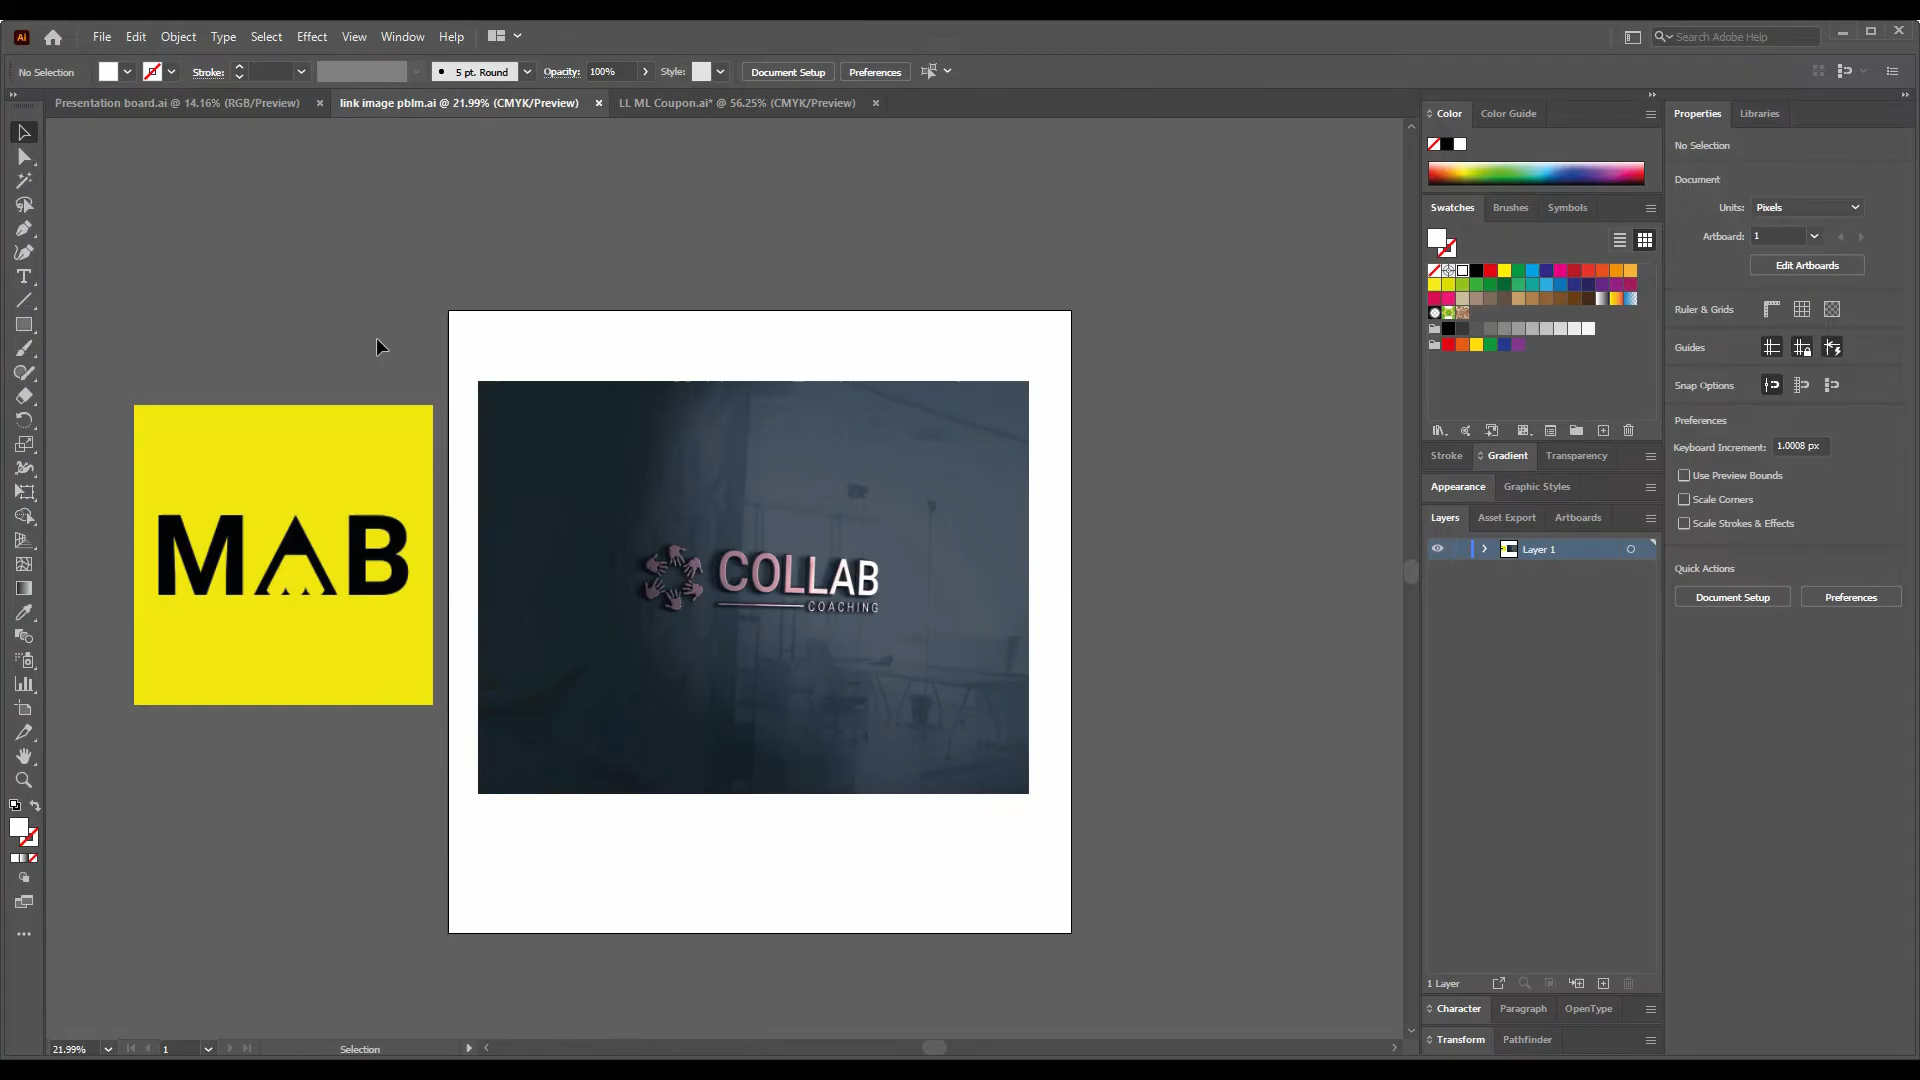 Ai File Edit Object Type Select Effect View Window Help Search Adobe Help
No Selection Stroke: 5 pt. Round Opacity: 100% Style: Document Setup Preferences
Presentation board.ai @ 14.16% (RGB/Preview) × link image pblm.ai @ 21.99% (CMYK/Preview) × LL ML Coupon.ai* @ 56.25% (CMYK/Preview) ×
MAB
COLLAB
COACHING
Color Color Guide
Swatches Brushes Symbols
Stroke Gradient Transparency
Appearance Graphic Styles
Layers Asset Export Artboards
Layer 1
1 Layer
Character Paragraph OpenType
Transform Pathfinder
Properties Libraries
No Selection
Document
Units: Pixels
Artboard: 1
Edit Artboards
Ruler & Grids
Guides
Snap Options
Preferences
Keyboard Increment: 1.0008 px
Use Preview Bounds
Scale Corners
Scale Strokes & Effects
Quick Actions
Document Setup Preferences
21.99% 1 Selection